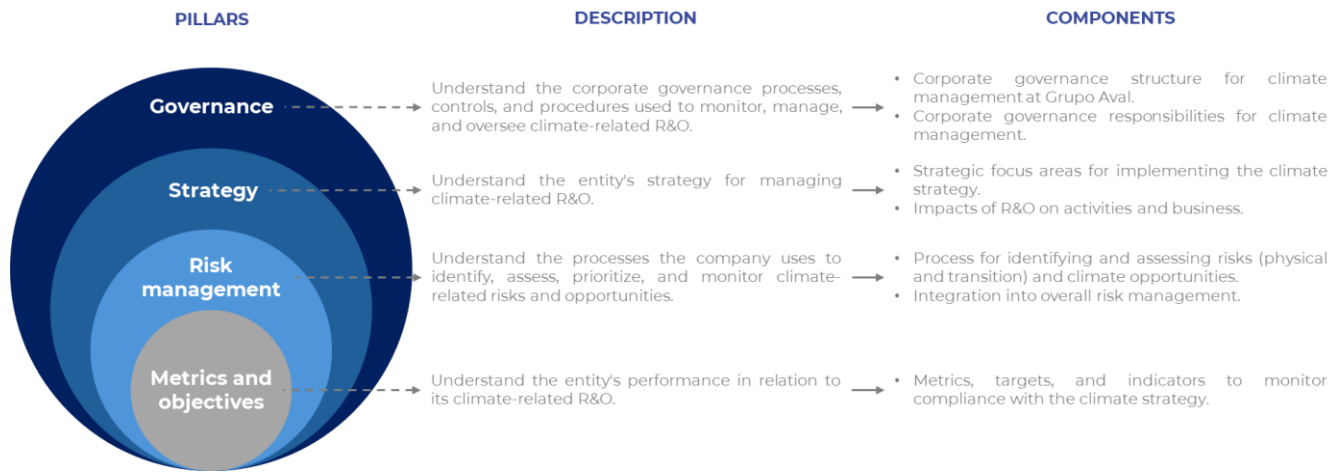 PILLARS
DESCRIPTION
COMPONENTS
Governance
Understand the corporate governance processes,
controls, and procedures used to monitor, manage,
and oversee climate-related R&O.
• Corporate governance structure for climate
management at Grupo Aval.
• Corporate governance responsibilities for climate
management.
Strategy
Understand the entity's strategy for managing
climate-related R&O.
• Strategic focus areas for implementing the climate
strategy.
• Impacts of R&O on activities and business.
Risk
management
Understand the processes the company uses to
identify, assess, prioritize, and monitor climate-
related risks and opportunities.
• Process for identifying and assessing risks (physical
and transition) and climate opportunities.
• Integration into overall risk management.
Metrics and
objectives
Understand the entity's performance in relation to
its climate-related R&O.
• Metrics, targets, and indicators to monitor
compliance with the climate strategy.